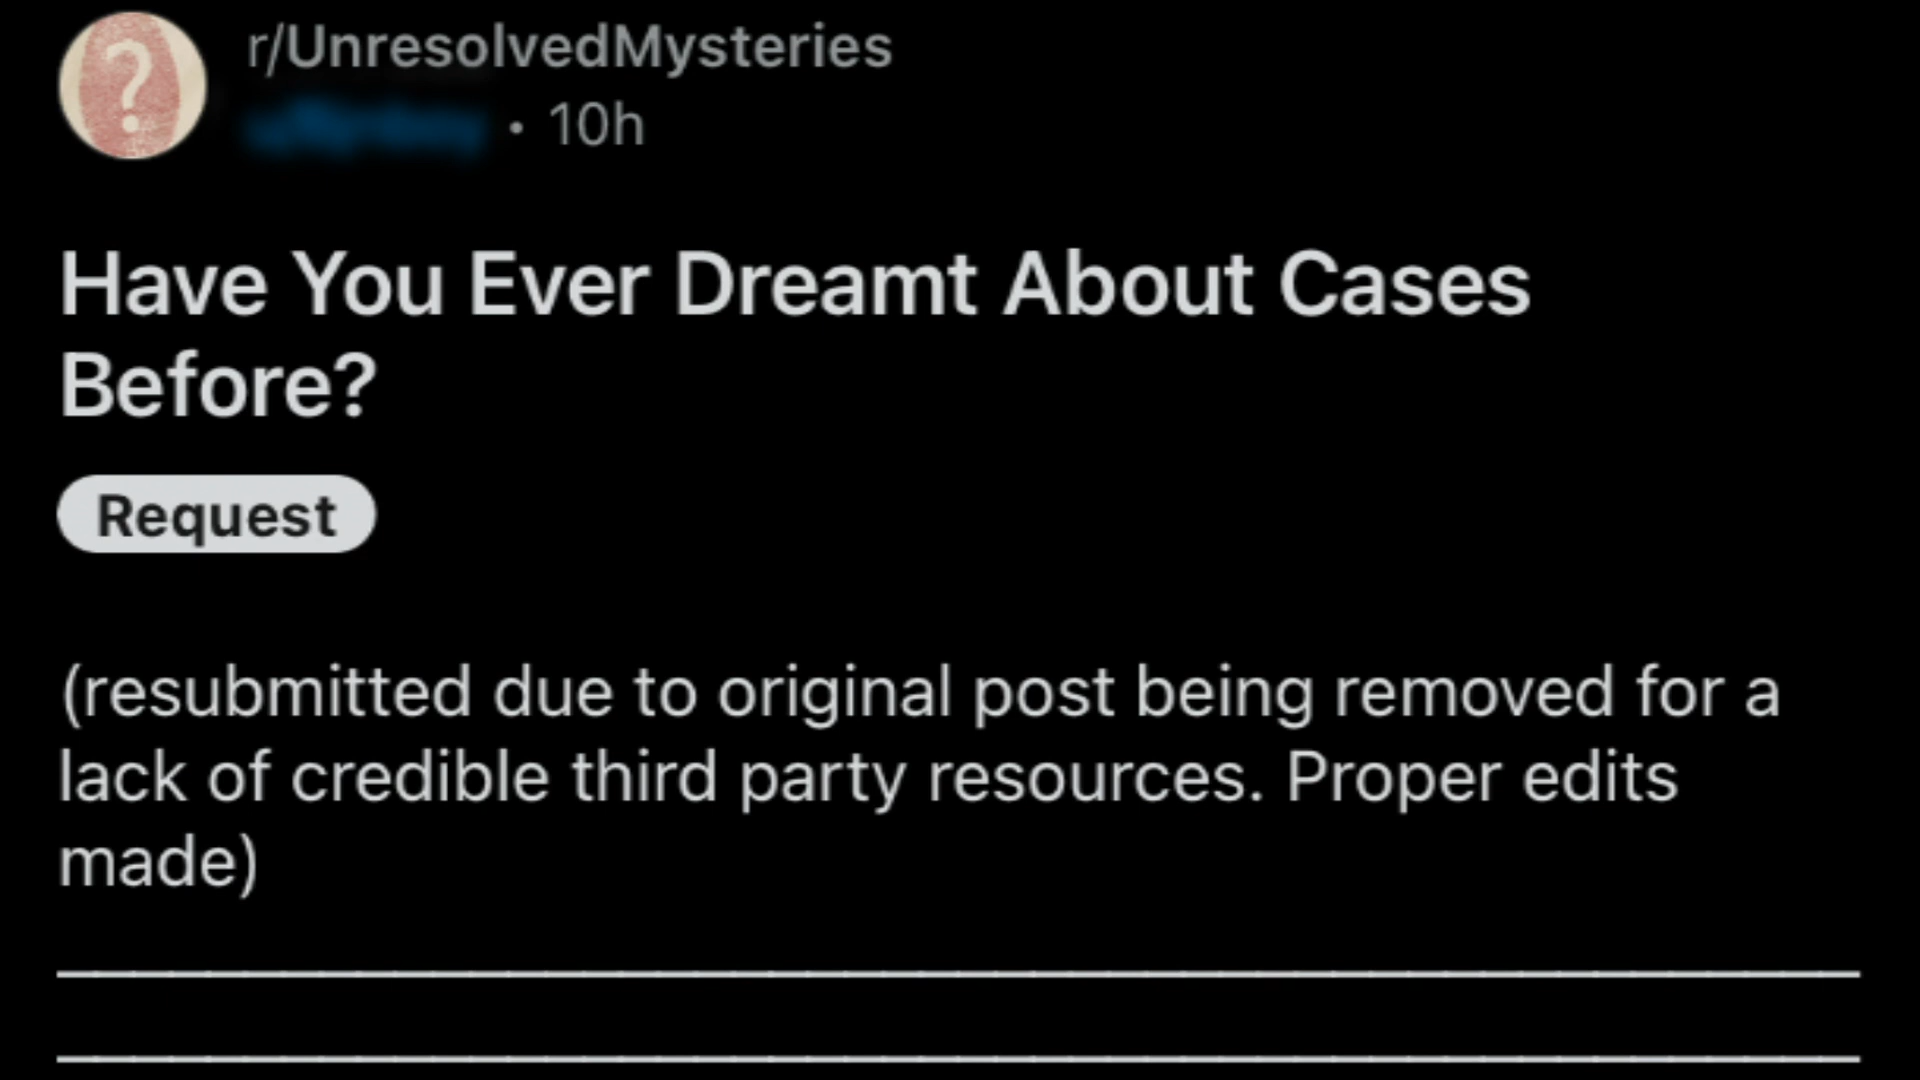 r/UnresolvedMysteries
• 10h
Have You Ever Dreamt About Cases
Before?
Request
(resubmitted due to original post being removed for a
lack of credible third party resources. Proper edits
made)